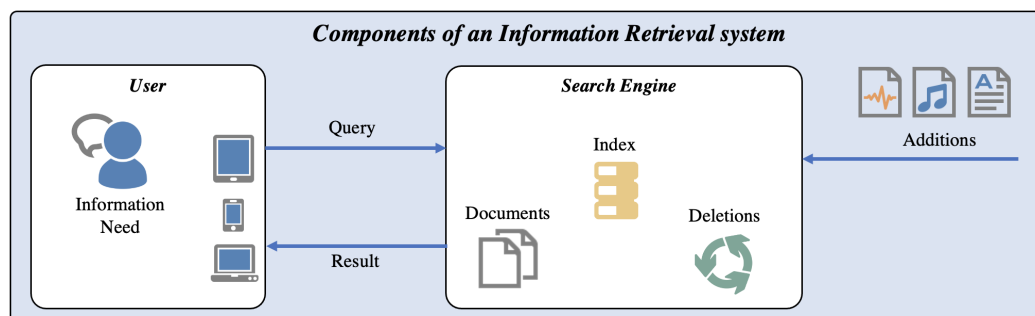 Components of an Information Retrieval system
User
Search Engine
A
Query
Additions
Index
Information
Need
Documents
Deletions
Result